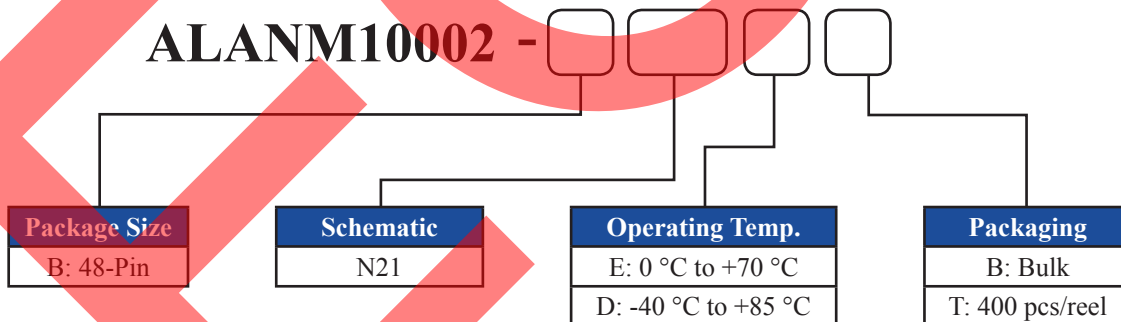 ALANM10002 -
Package Size
B: 48-Pin
Schematic
N21
Operating Temp.
E: 0 °C to +70 °C
D: -40 °C to +85 °C
Packaging
B: Bulk
T: 400 pcs/reel